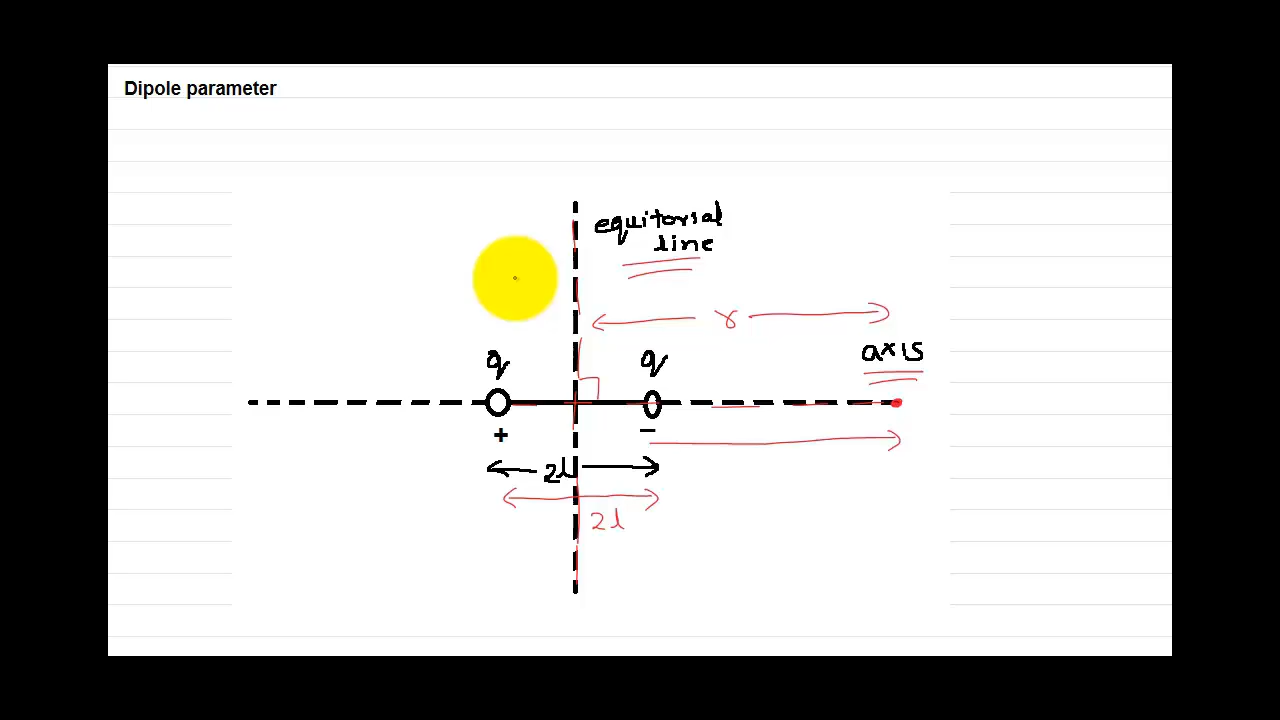 Dipole parameter
equitorial
line
r
axis
q q
+ −
2l
2l